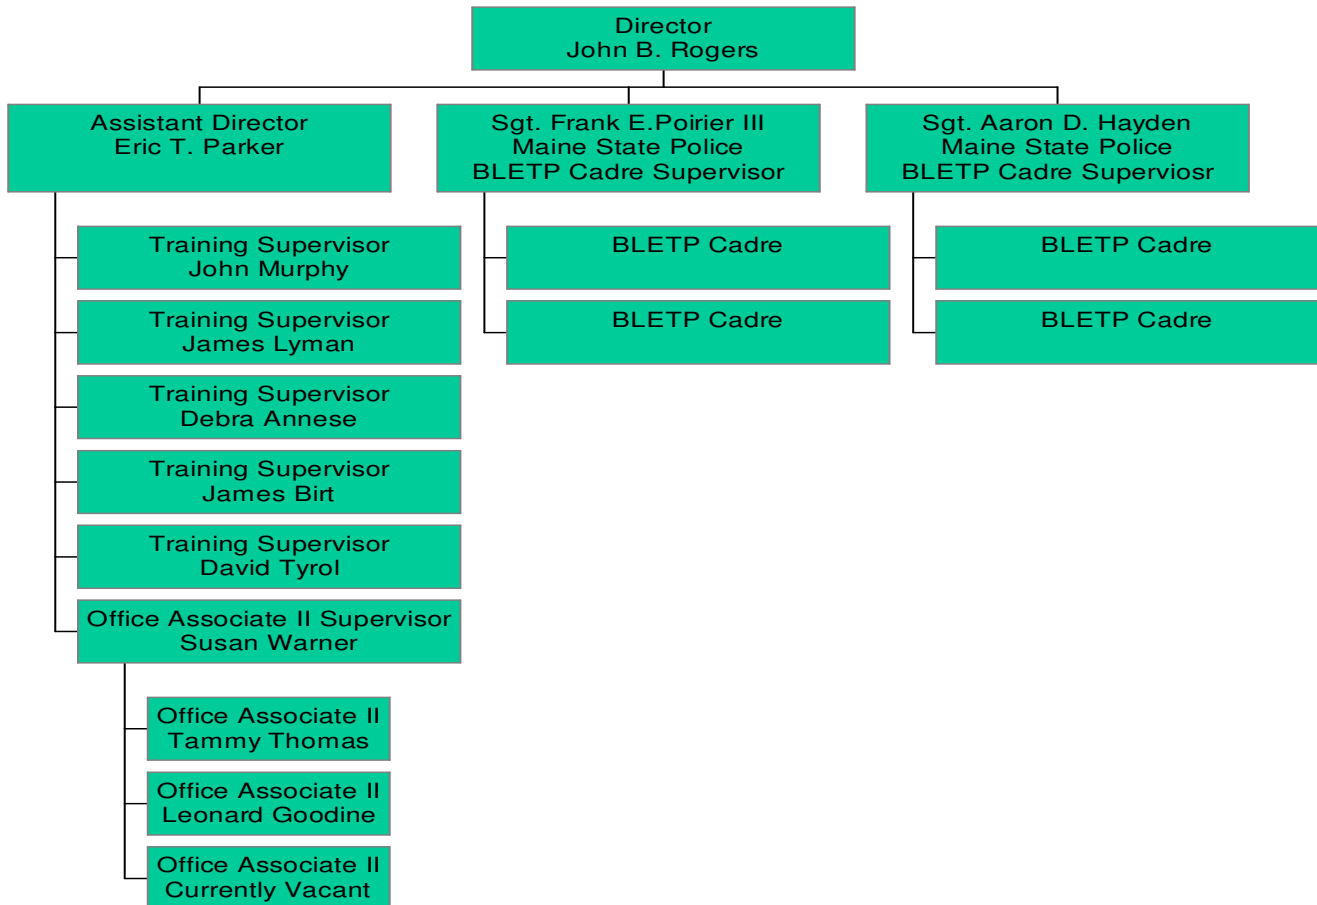 Director
John B. Rogers
Assistant Director
Eric T. Parker
Sgt. Frank E.Poirier III
Maine State Police
BLETP Cadre Supervisor
Sgt. Aaron D. Hayden
Maine State Police
BLETP Cadre Superviosr
Training Supervisor
John Murphy
BLETP Cadre
BLETP Cadre
Training Supervisor
James Lyman
BLETP Cadre
BLETP Cadre
Training Supervisor
Debra Annese
Training Supervisor
James Birt
Training Supervisor
David Tyrol
Office Associate II Supervisor
Susan Warner
Office Associate II
Tammy Thomas
Office Associate II
Leonard Goodine
Office Associate II
Currently Vacant